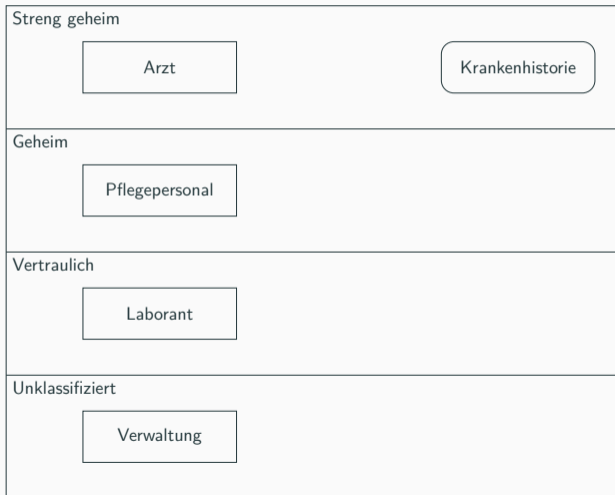 Streng geheim
Arzt
Krankenhistorie
Geheim
Pflegepersonal
Vertraulich
Laborant
Unklassifiziert
Verwaltung